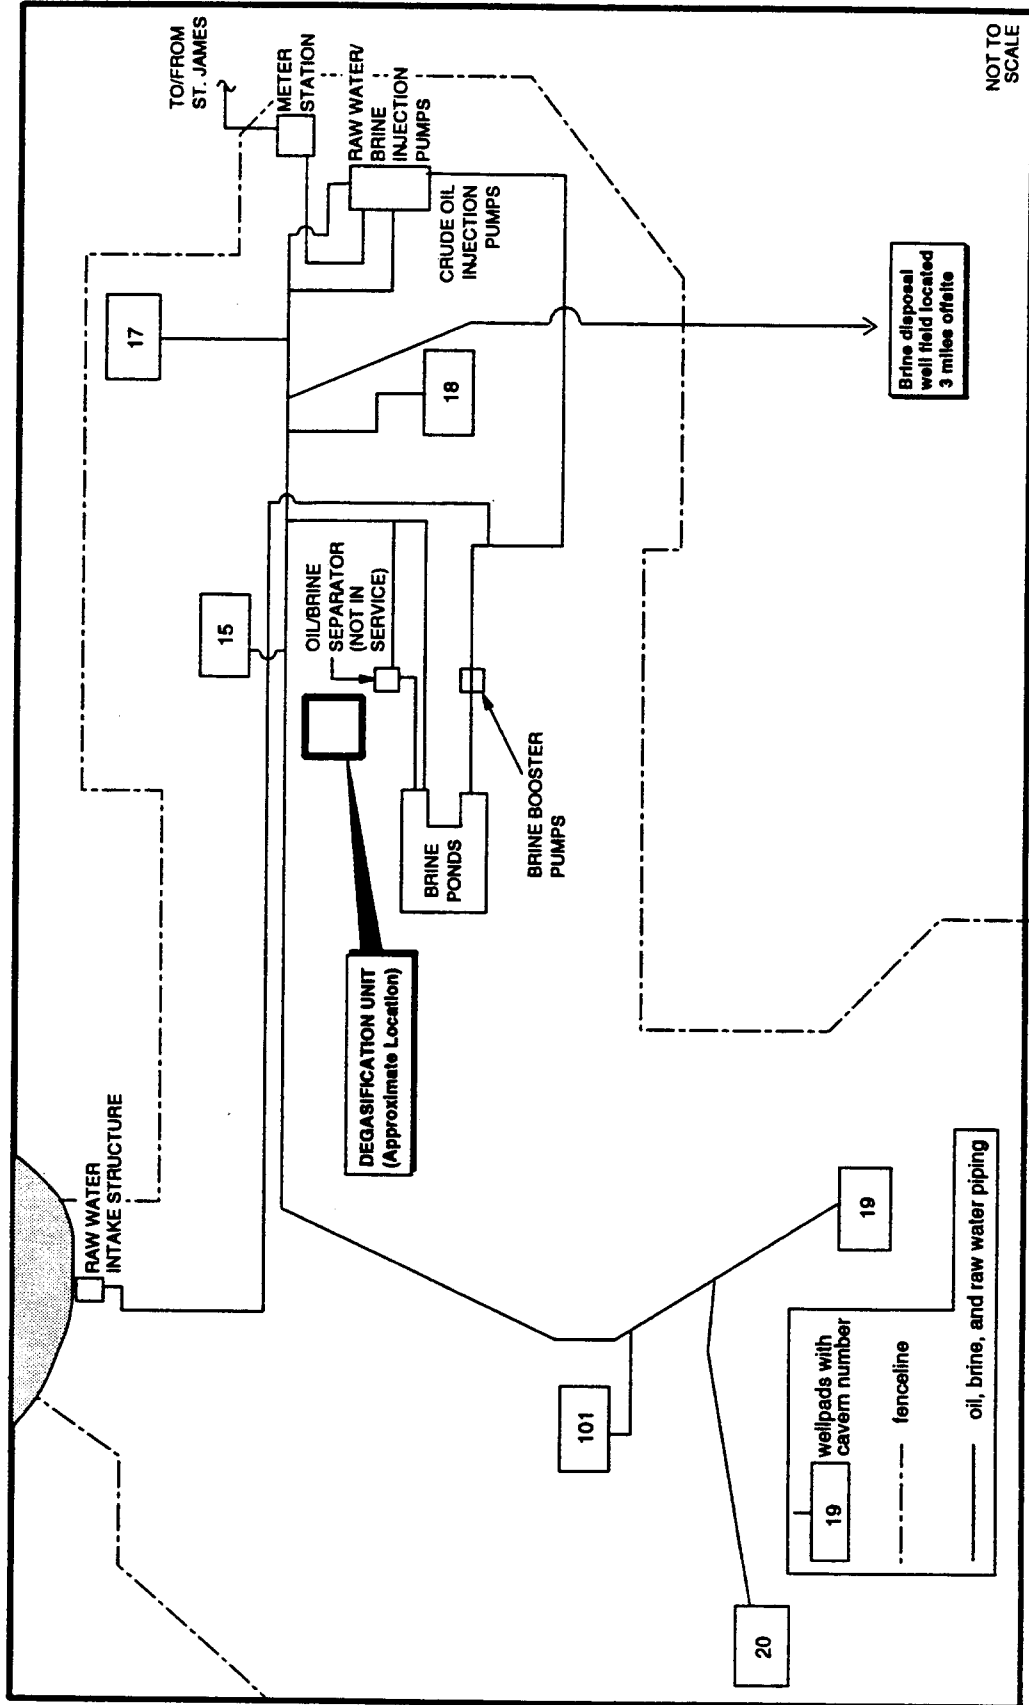 TO/FROM
ST. JAMES
METER
STATION
RAW WATER/
BRINE
INJECTION
PUMPS
CRUDE OIL
INJECTION
PUMPS
17
18
15
OIL/BRINE
SEPARATOR
(NOT IN
SERVICE)
BRINE
PONDS
BRINE BOOSTER
PUMPS
DEGASIFICATION UNIT
(Approximate Location)
RAW WATER
INTAKE STRUCTURE
Brine disposal
well field located
3 miles offsite
101
19
20
19
wellpads with
cavern number
fenceline
oil, brine, and raw water piping
NOT TO
SCALE